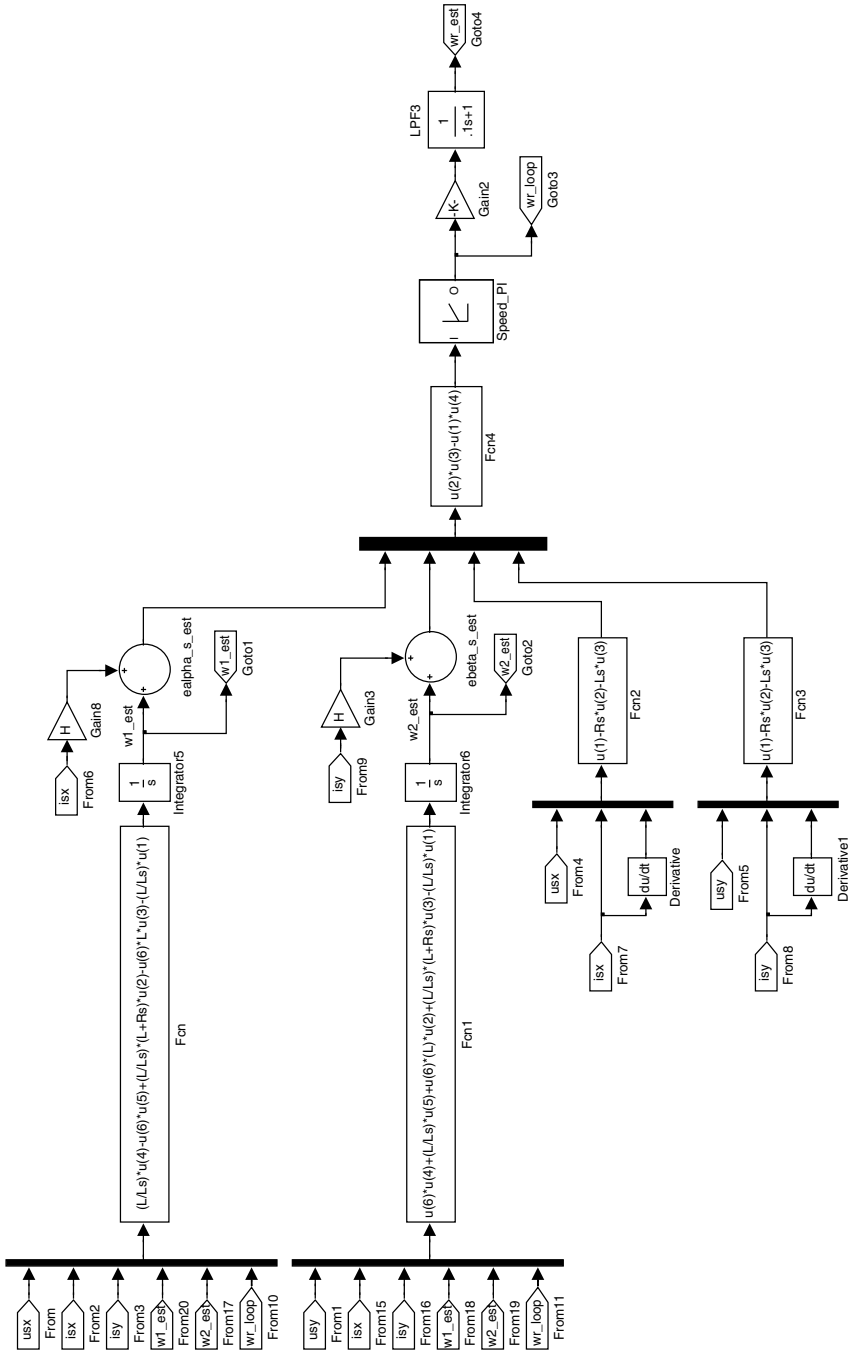 usx
From
isx
From2
isy
From3
w1_est
From20
w2_est
From17
wr_loop
From10
(L/Ls)*u(4)-u(6)*u(5)+(L/Ls)*(L+Rs)*u(2)-u(6)*L*u(3)-(L/Ls)*u(1)
Fcn
1
s
Integrator5
w1_est
isx
From6
H
Gain8
+
+
ealpha_s_est
w1_est
Goto1
usy
From1
isx
From15
isy
From16
w1_est
From18
w2_est
From19
wr_loop
From11
u(6)*u(4)+(L/Ls)*u(5)+u(6)*(L)*u(2)+(L/Ls)*(L+Rs)*u(3)-(L/Ls)*u(1)
Fcn1
1
s
Integrator6
w2_est
isy
From9
H
Gain3
+
+
ebeta_s_est
w2_est
Goto2
u(2)*u(3)-u(1)*u(4)
Fcn4
I
O
Speed_PI
-K-
Gain2
LPF3
1
.1s+1
wr_est
Goto4
wr_loop
Goto3
usx
From4
isx
From7
du/dt
Derivative
u(1)-Rs*u(2)-Ls*u(3)
Fcn2
usy
From5
isy
From8
du/dt
Derivative1
u(1)-Rs*u(2)-Ls*u(3)
Fcn3